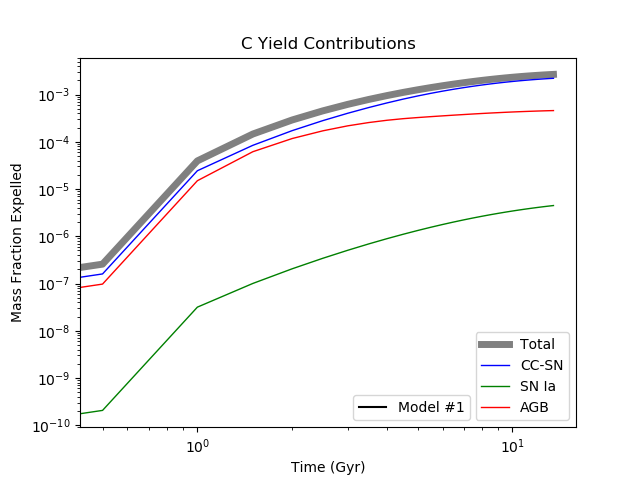 C Yield Contributions
Mass Fraction Expelled
10⁻³
10⁻⁴
10⁻⁵
10⁻⁶
10⁻⁷
10⁻⁸
10⁻⁹
10⁻¹⁰
10⁰
10¹
Time (Gyr)
Model #1
Total
CC-SN
SN Ia
AGB